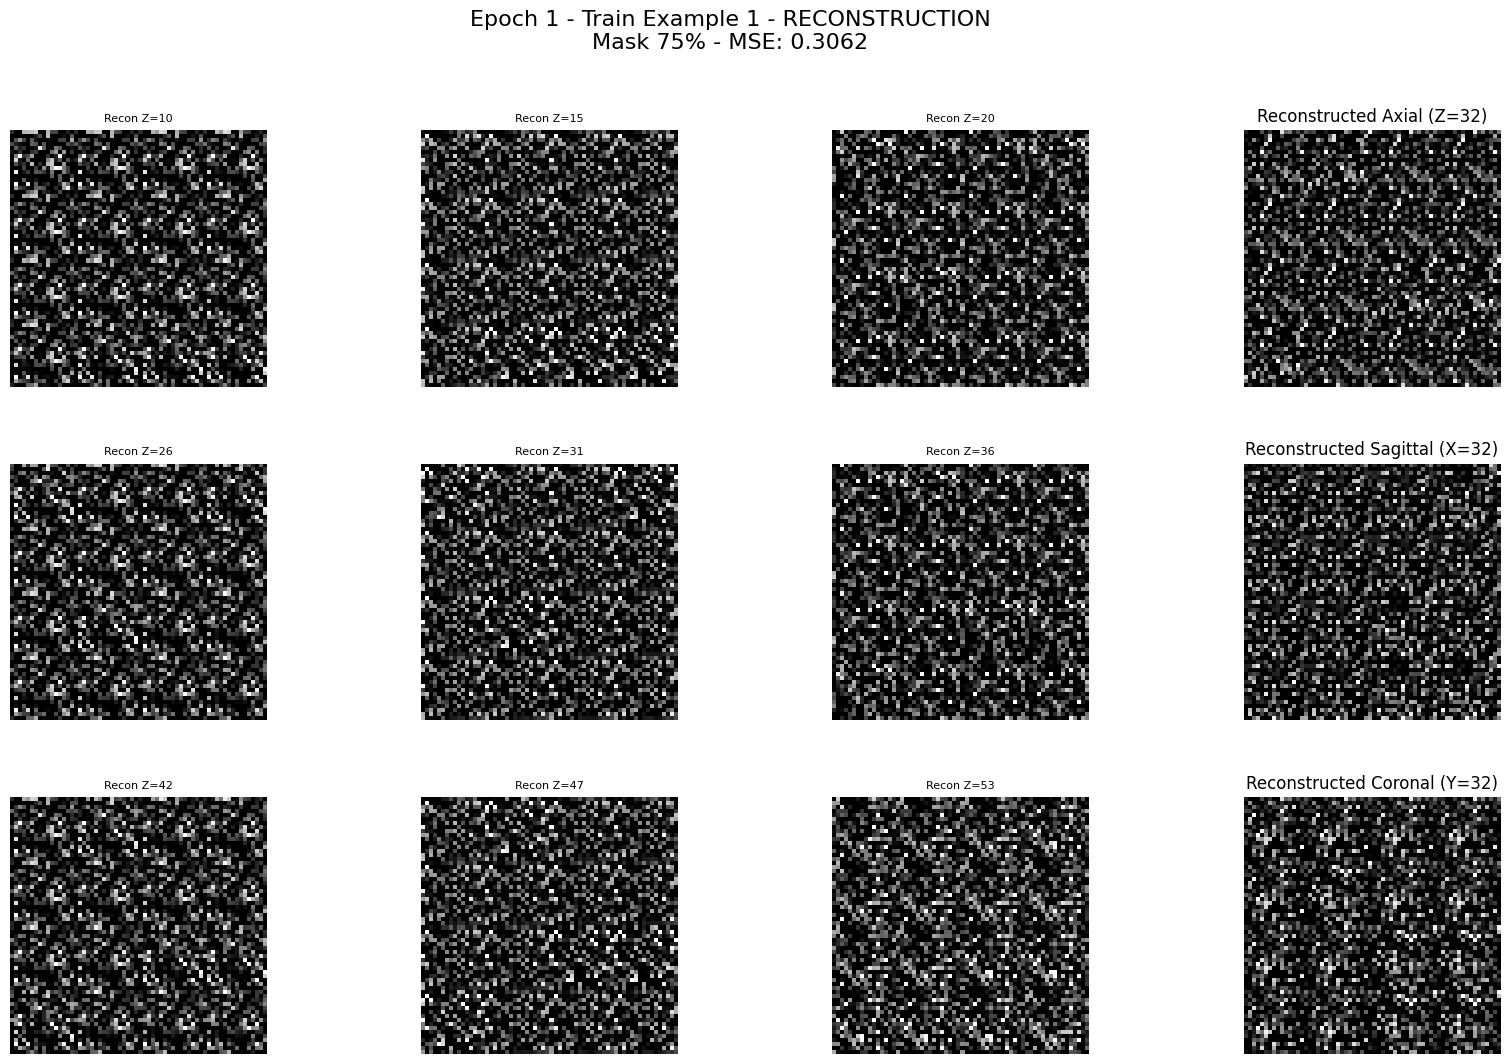 Epoch 1 - Train Example 1 - RECONSTRUCTION
Mask 75% - MSE: 0.3062
Recon Z=10
Recon Z=15
Recon Z=20
Reconstructed Axial (Z=32)
Recon Z=26
Recon Z=31
Recon Z=36
Reconstructed Sagittal (X=32)
Recon Z=42
Recon Z=47
Recon Z=53
Reconstructed Coronal (Y=32)